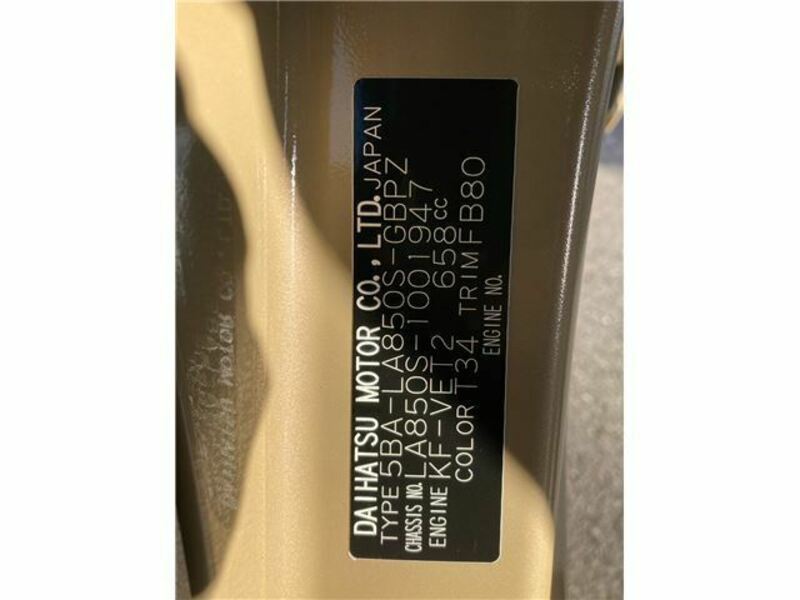 DAIHATSU MOTOR CO.,LTD.JAPAN
TYPE 5BA-LA850S-GBPZ
CHASSIS NO. LA850S-1001947
ENGINE KF-VET2 658cc
COLOR T34 TRIM FB80
ENGINE NO.